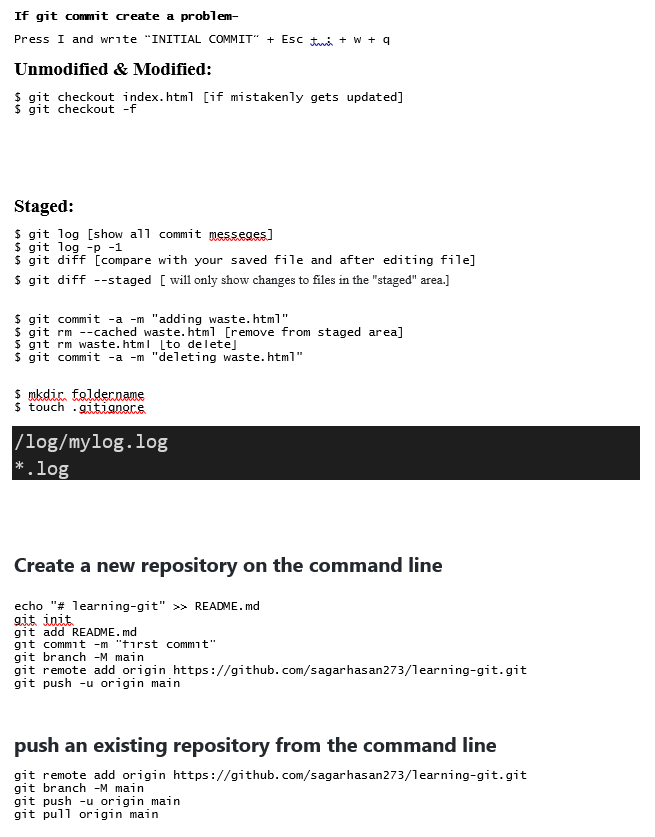 If git commit create a problem-
Press I and write “INITIAL COMMIT” + Esc + : + w + q
Unmodified & Modified:
$ git checkout index.html [if mistakenly gets updated]
$ git checkout -f
Staged:
$ git log [show all commit messeges]
$ git log -p -1
$ git diff [compare with your saved file and after editing file]
$ git diff --staged [ will only show changes to files in the "staged" area.]
$ git commit -a -m "adding waste.html"
$ git rm --cached waste.html [remove from staged area]
$ git rm waste.html [to delete]
$ git commit -a -m "deleting waste.html"
$ mkdir foldername
$ touch .gitignore
/log/mylog.log
*.log
Create a new repository on the command line
echo "# learning-git" >> README.md
git init
git add README.md
git commit -m "first commit"
git branch -M main
git remote add origin https://github.com/sagarhasan273/learning-git.git
git push -u origin main
push an existing repository from the command line
git remote add origin https://github.com/sagarhasan273/learning-git.git
git branch -M main
git push -u origin main
git pull origin main